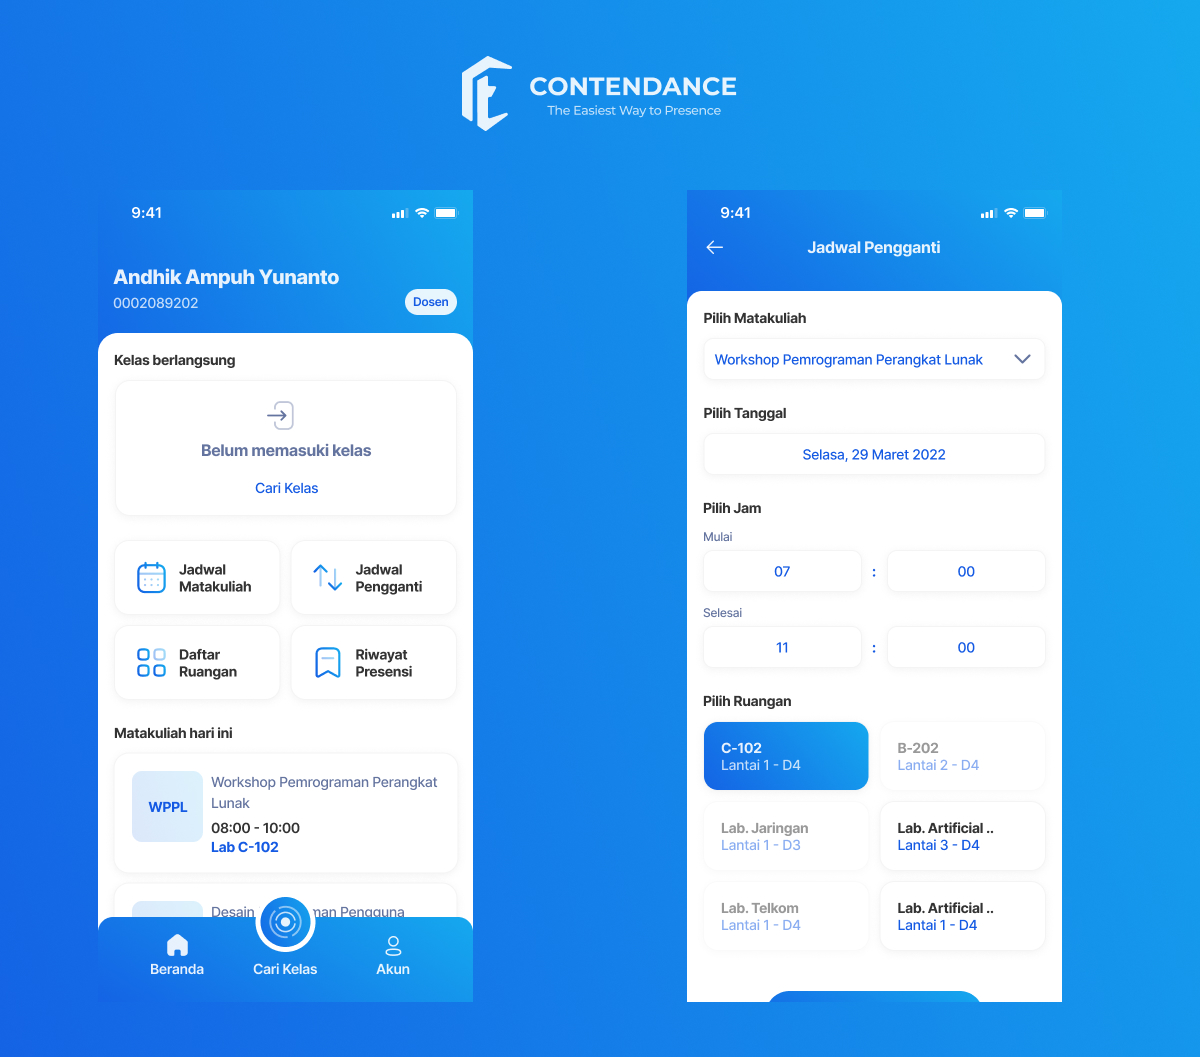 CONTENDANCE
The Easiest Way to Presence
9:41
Andhik Ampuh Yunanto
0002089202
Dosen
Kelas berlangsung
Belum memasuki kelas
Cari Kelas
Jadwal
Matakuliah
Jadwal
Pengganti
Daftar
Ruangan
Riwayat
Presensi
Matakuliah hari ini
WPPL
Workshop Pemrograman Perangkat
Lunak
08:00 - 10:00
Lab C-102
Desain
Pengguna
Beranda
Cari Kelas
Akun
9:41
Jadwal Pengganti
Pilih Matakuliah
Workshop Pemrograman Perangkat Lunak
Pilih Tanggal
Selasa, 29 Maret 2022
Pilih Jam
Mulai
07 : 00
Selesai
11 : 00
Pilih Ruangan
C-102
Lantai 1 - D4
B-202
Lantai 2 - D4
Lab. Jaringan
Lantai 1 - D3
Lab. Artificial ..
Lantai 3 - D4
Lab. Telkom
Lantai 1 - D4
Lab. Artificial ..
Lantai 1 - D4